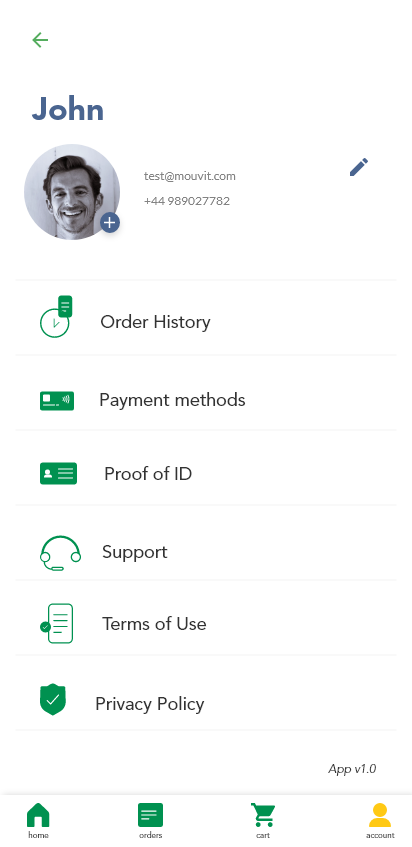 John
test@mouvit.com
+44 989027782
Order History
Payment methods
Proof of ID
Support
Terms of Use
Privacy Policy
App v1.0
home
orders
cart
account